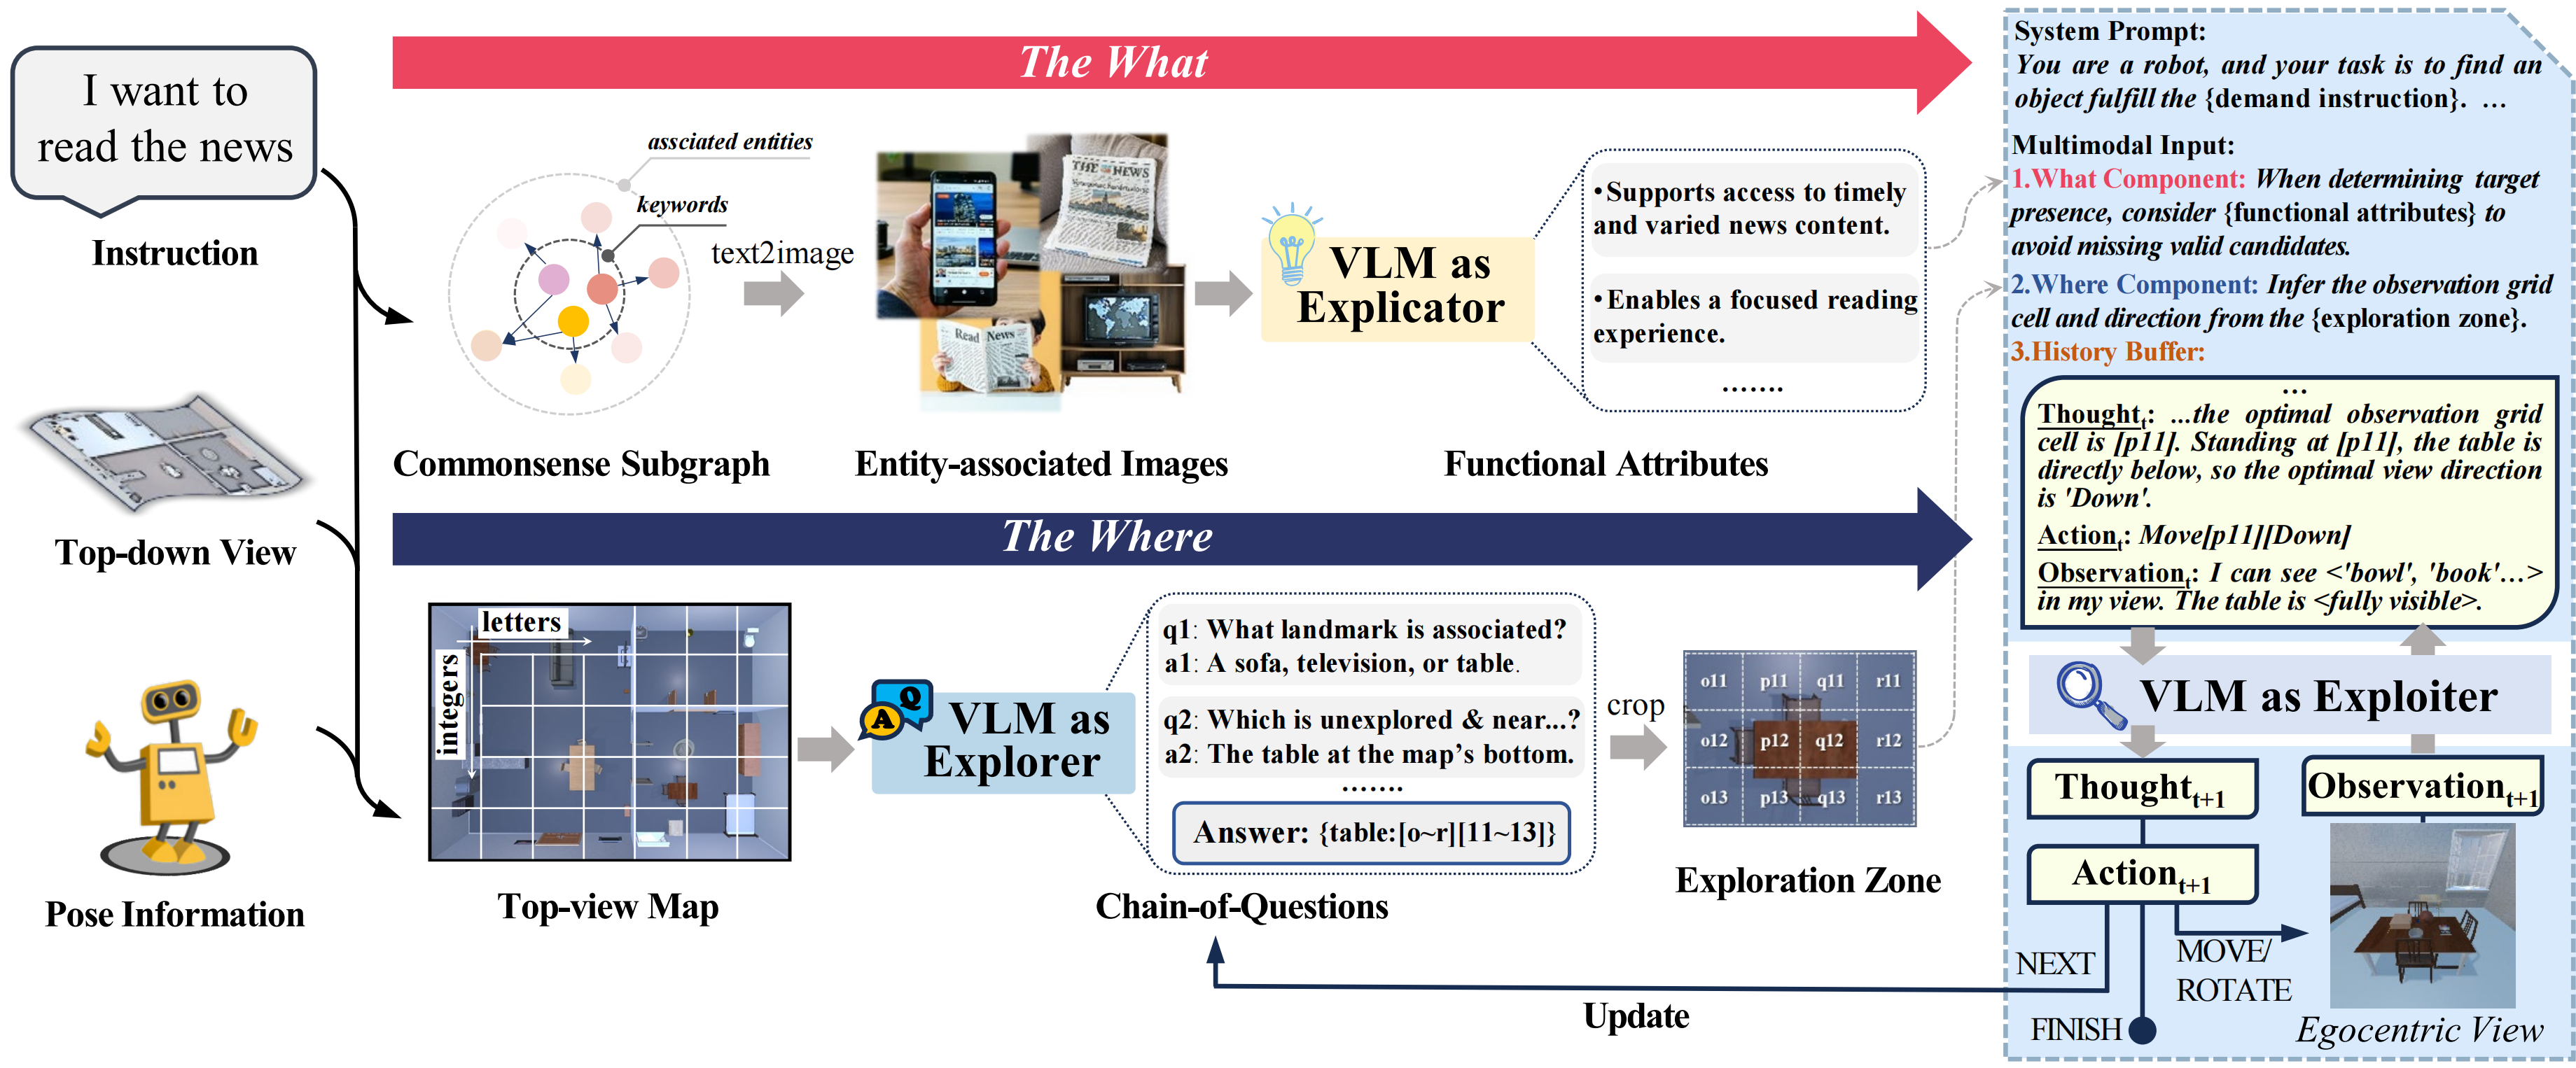 I want to
read the news
Instruction
Top-down View
Pose Information
The What
assciated entities
keywords
text2image
THE NEWS
Read News
VLM as
Explicator
•Supports access to timely
and varied news content.
•Enables a focused reading
experience.
…….
Commonsense Subgraph
Entity-associated Images
Functional Attributes
The Where
letters
integers
Top-view Map
Q
A
VLM as
Explorer
q1: What landmark is associated?
a1: A sofa, television, or table.
q2: Which is unexplored & near...?
a2: The table at the map's bottom.
…….
Answer: {table:[o~r][11~13]}
Chain-of-Questions
crop
o11 p11 q11 r11
o12 p12 q12 r12
o13 p13 q13 r13
Exploration Zone
Update
System Prompt:
You are a robot, and your task is to find an
object fulfill the {demand instruction}. …
Multimodal Input:
1.What Component: When determining target
presence, consider {functional attributes} to
avoid missing valid candidates.
2.Where Component: Infer the observation grid
cell and direction from the {exploration zone}.
3.History Buffer:
…
Thought_t: ...the optimal observation grid
cell is [p11]. Standing at [p11], the table is
directly below, so the optimal view direction
is 'Down'.
Action_t: Move[p11][Down]
Observation_t: I can see <'bowl', 'book'…>
in my view. The table is <fully visible>.
VLM as Exploiter
Thought_t+1
Observation_t+1
Action_t+1
NEXT
MOVE/
ROTATE
FINISH
Egocentric View